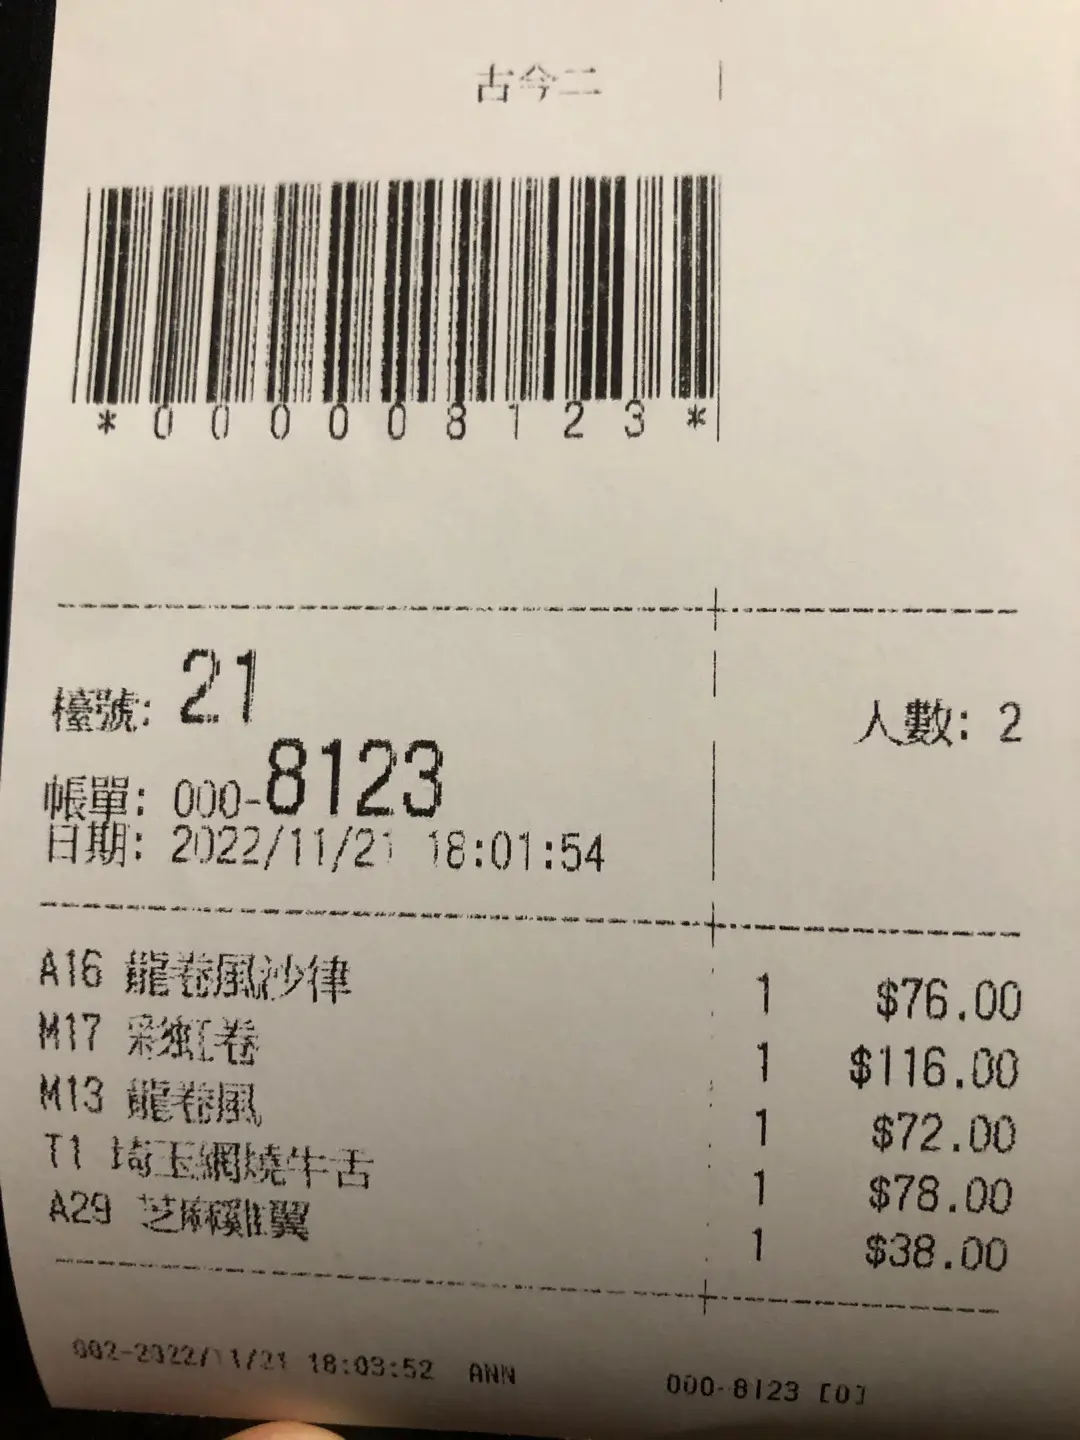 古今二
*000008123*
檯號: 21 人數: 2
帳單: 000-8123
日期: 2022/11/21 18:01:54
A16 龍卷風沙律 1 $76.00
M17 彩虹卷 1 $116.00
M13 龍卷風 1 $72.00
T1 埼玉網燒牛舌 1 $78.00
A29 芝麻雞翼 1 $38.00
002-2022/11/21 18:03:52 ANN 000-8123 [0]